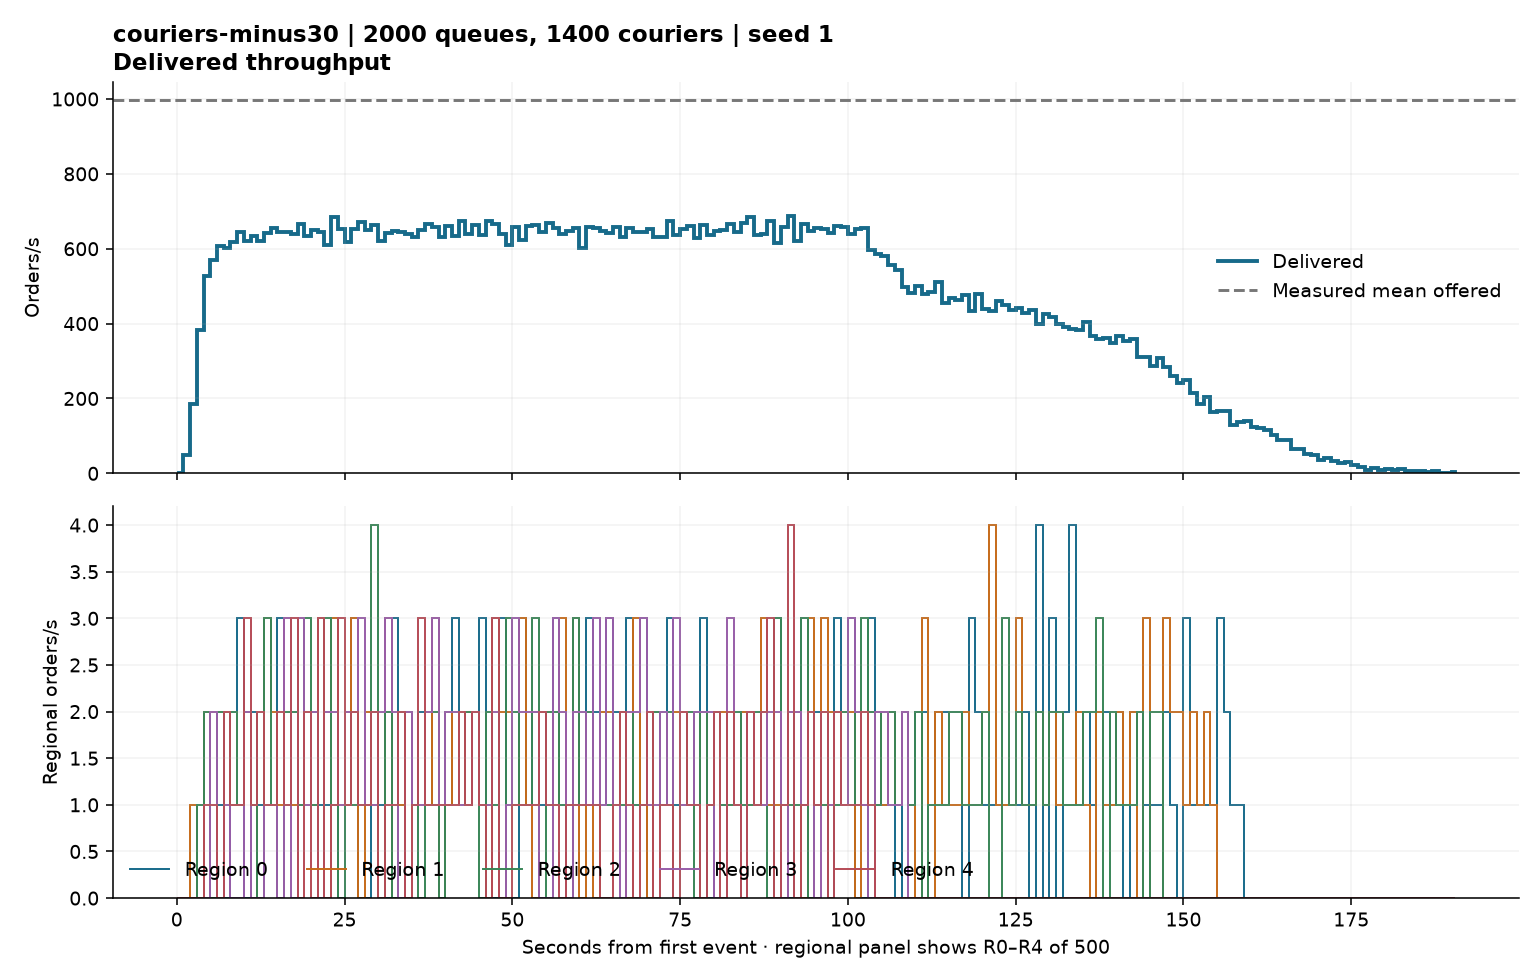 couriers-minus30 | 2000 queues, 1400 couriers | seed 1
Delivered throughput
1000
800
600
400
200
0
Orders/s
Delivered
Measured mean offered
4.0
3.5
3.0
2.5
2.0
1.5
1.0
0.5
0.0
Regional orders/s
Region 0
Region 1
Region 2
Region 3
Region 4
0
25
50
75
100
125
150
175
Seconds from first event · regional panel shows R0–R4 of 500